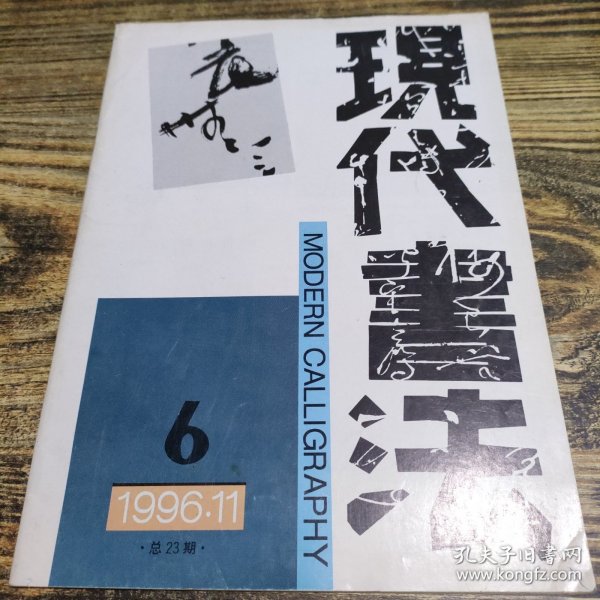 現代書法
MODERN CALLIGRAPHY
6
1996·11
·总23期·
孔夫子旧书网
www.kongfz.com